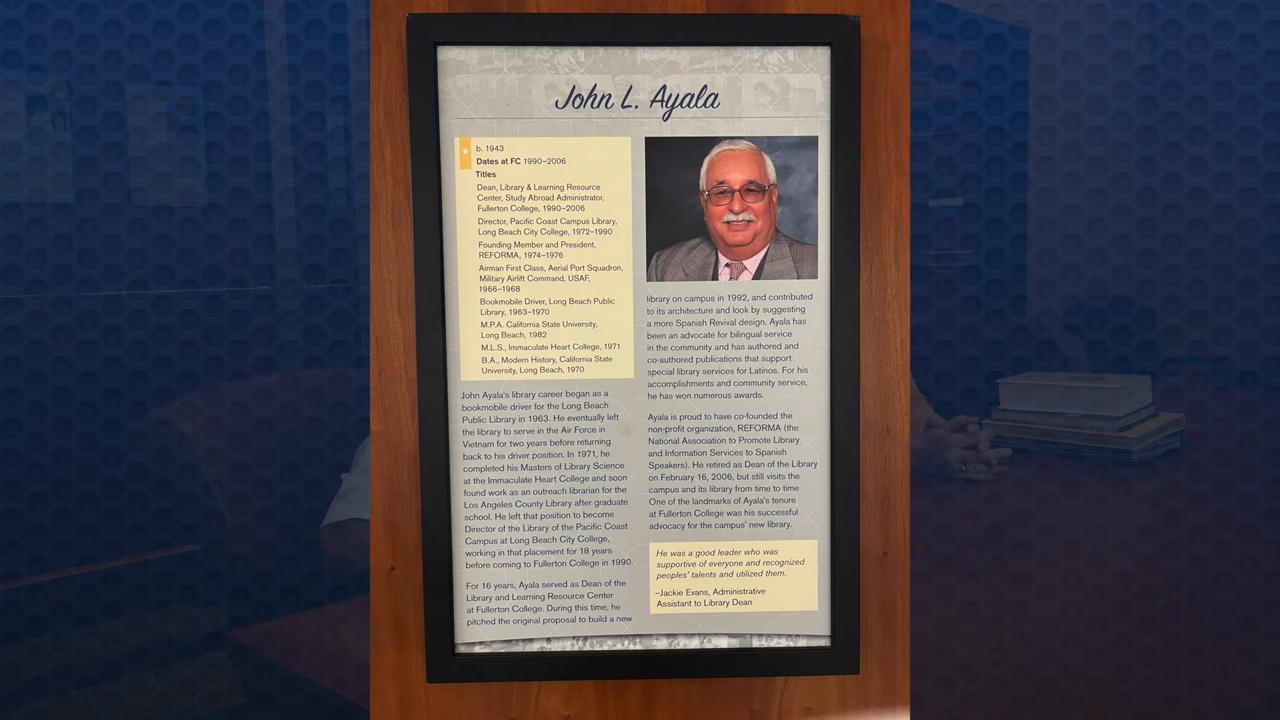 John L. Ayala
b. 1943
Dates at FC 1990–2006
Titles
Dean, Library & Learning Resource
Center, Study Abroad Administrator,
Fullerton College, 1990–2006
Director, Pacific Coast Campus Library,
Long Beach City College, 1972–1990
Founding Member and President,
REFORMA, 1974–1976
Airman First Class, Aerial Port Squadron,
Military Airlift Command, USAF,
1966–1968
Bookmobile Driver, Long Beach Public
Library, 1963–1970
M.P.A. California State University,
Long Beach, 1982
M.L.S., Immaculate Heart College, 1971
B.A., Modern History, California State
University, Long Beach, 1970
John Ayala's library career began as a
bookmobile driver for the Long Beach
Public Library in 1963. He eventually left
the library to serve in the Air Force in
Vietnam for two years before returning
back to his driver position. In 1971, he
completed his Masters of Library Science
at the Immaculate Heart College and soon
found work as an outreach librarian for the
Los Angeles County Library after graduate
school. He left that position to become
Director of the Library of the Pacific Coast
Campus at Long Beach City College,
working in that placement for 18 years
before coming to Fullerton College in 1990.
For 16 years, Ayala served as Dean of the
Library and Learning Resource Center
at Fullerton College. During this time, he
pitched the original proposal to build a new
library on campus in 1992, and contributed
to its architecture and look by suggesting
a more Spanish Revival design. Ayala has
been an advocate for bilingual service
in the community and has authored and
co-authored publications that support
special library services for Latinos. For his
accomplishments and community service,
he has won numerous awards.
Ayala is proud to have co-founded the
non-profit organization, REFORMA (the
National Association to Promote Library
and Information Services to Spanish
Speakers). He retired as Dean of the Library
on February 16, 2006, but still visits the
campus and its library from time to time
One of the landmarks of Ayala's tenure
at Fullerton College was his successful
advocacy for the campus' new library.
He was a good leader who was
supportive of everyone and recognized
peoples' talents and utilized them.
–Jackie Evans, Administrative
Assistant to Library Dean